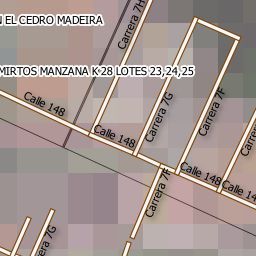 N EL CEDRO MADEIRA
Carrera 7H
MIRTOS MANZANA K-28 LOTES 23,24,25
Calle 148
Carrera 7G
Carrera 7F
Calle 148
Calle 148
Calle 14
Carrera 7F
Carrera 7G